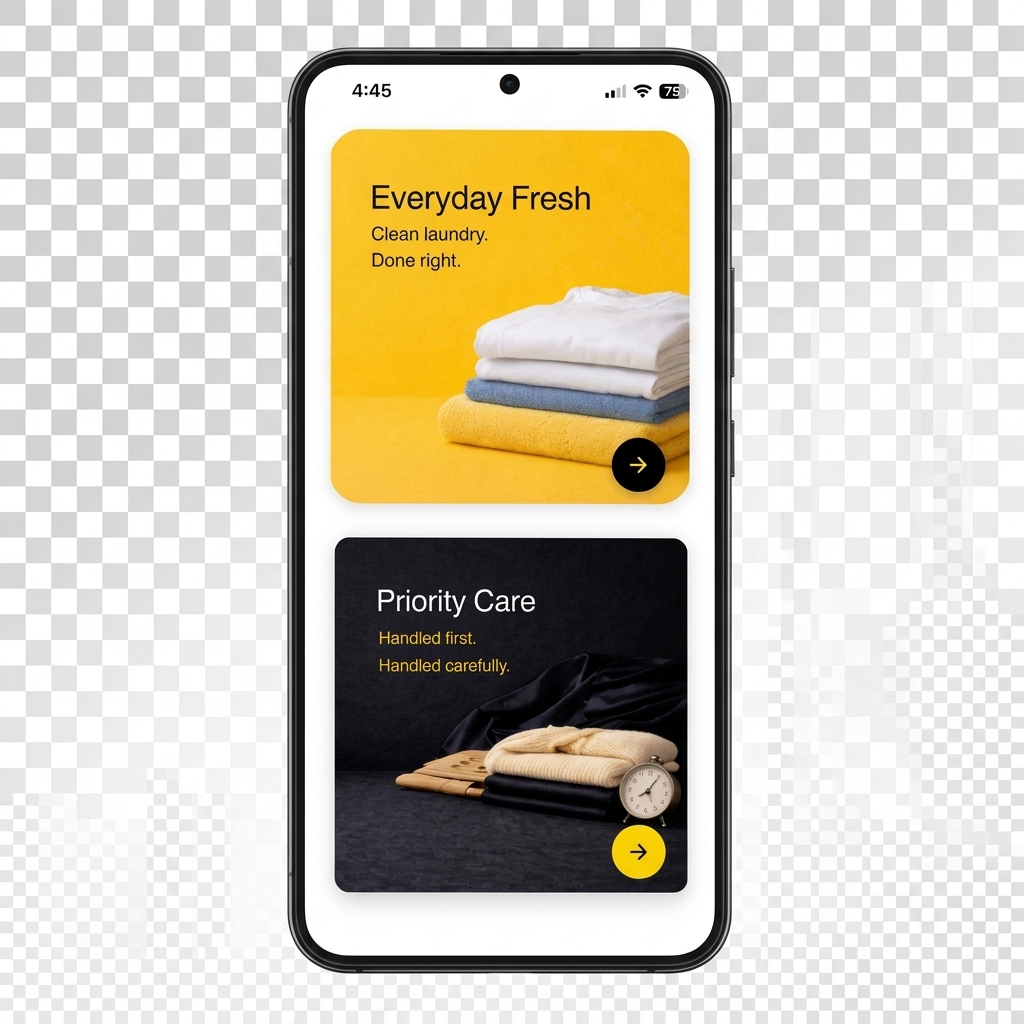 4:45
75
Everyday Fresh
Clean laundry.
Done right.
Priority Care
Handled first.
Handled carefully.